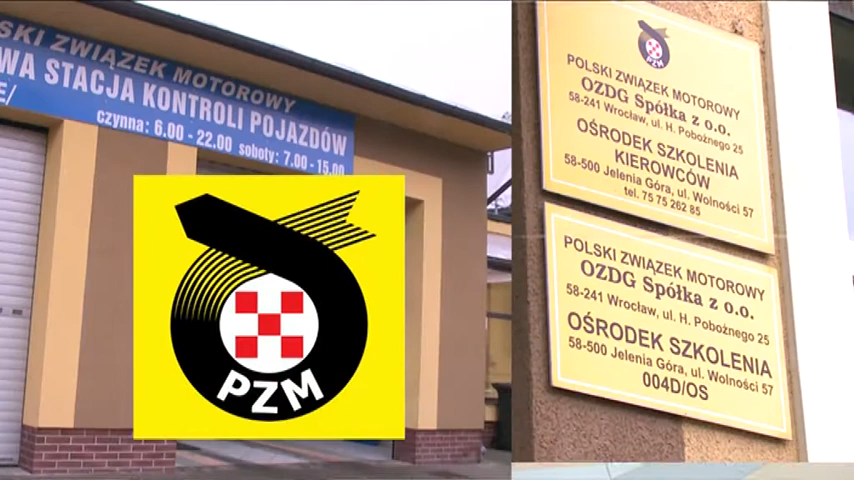 SKI ZWIĄZEK MOTOROWY
WA STACJA KONTROLI POJAZDÓW
czynna: 6.00 - 22.00 soboty: 7.00 - 15.00
PZM
PZM
POLSKI ZWIĄZEK MOTOROWY
OZDG Spółka z o.o.
58-241 Wrocław, ul. H. Pobożnego 25
OŚRODEK SZKOLENIA
KIEROWCÓW
58-500 Jelenia Góra, ul. Wolności 57
tel. 75 75 262 85
POLSKI ZWIĄZEK MOTOROWY
OZDG Spółka z o.o.
58-241 Wrocław, ul. H. Pobożnego 25
OŚRODEK SZKOLENIA
58-500 Jelenia Góra, ul. Wolności 57
004D/OS